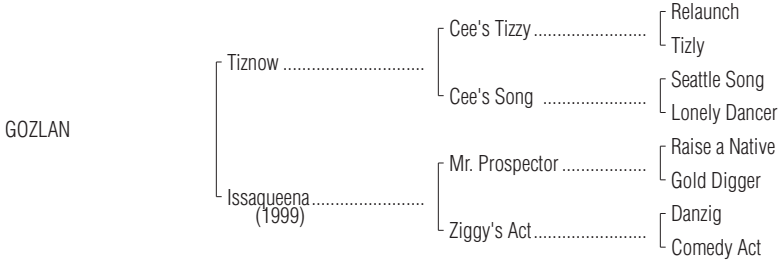 Relaunch
Cee's Tizzy
Tizly
Tiznow
Seattle Song
Cee's Song
Lonely Dancer
GOZLAN
Raise a Native
Mr. Prospector
Gold Digger
Issaqueena
(1999)
Danzig
Ziggy's Act
Comedy Act